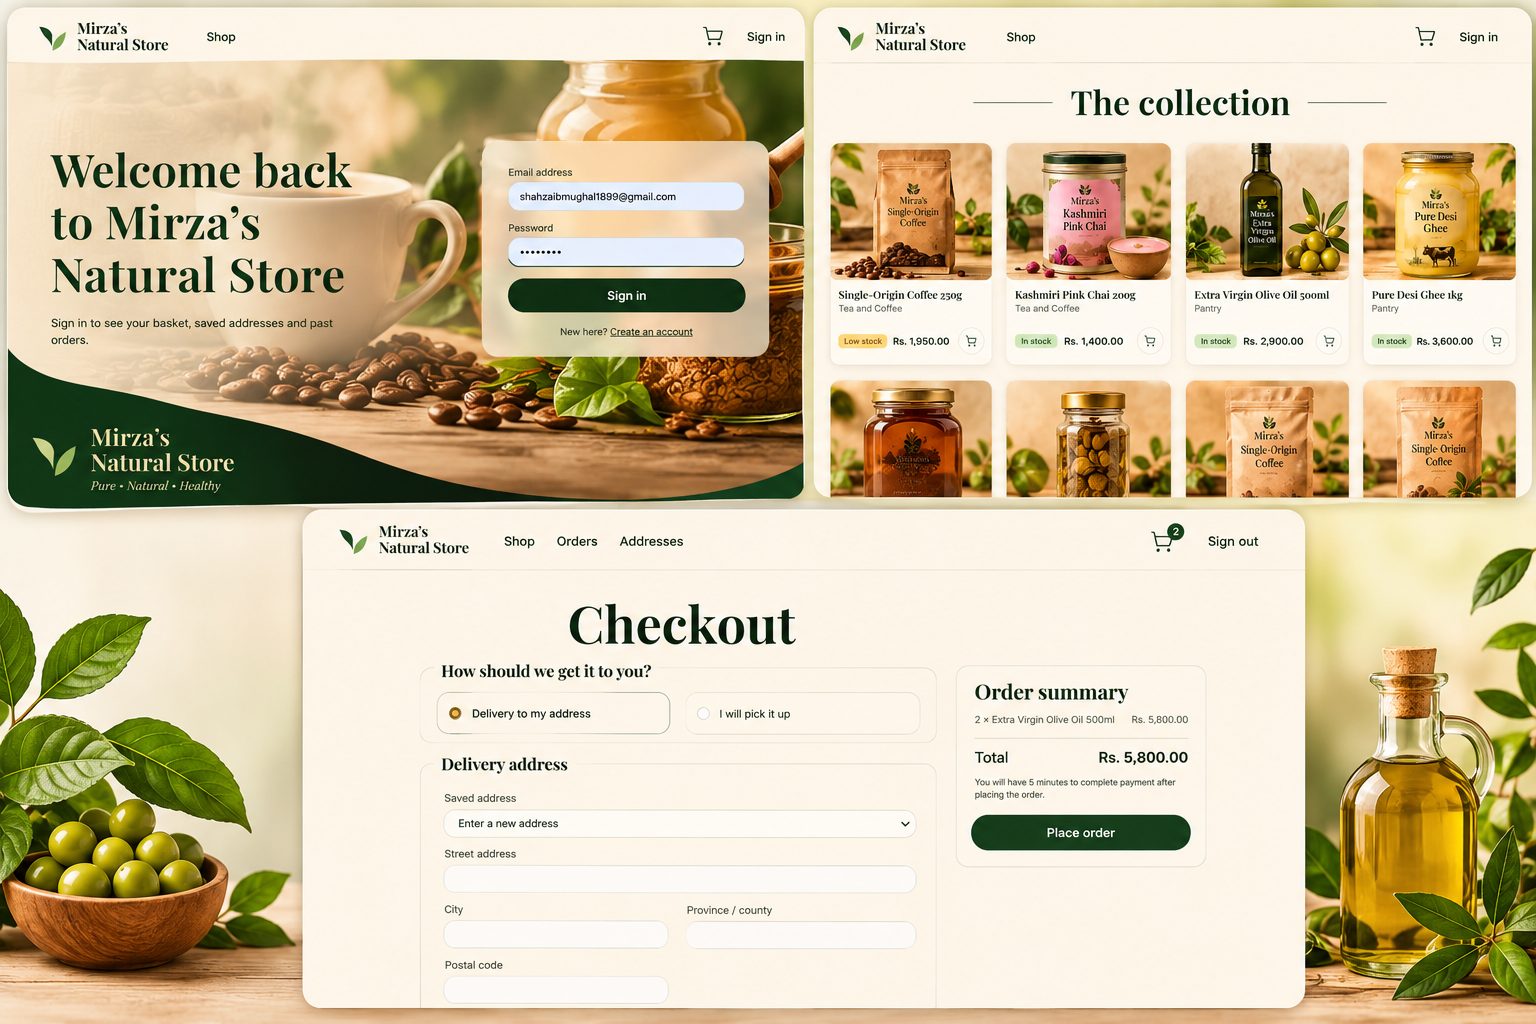 Mirza's
Natural Store
Shop
Sign in
Welcome back
to Mirza's
Natural Store
Sign in to see your basket, saved addresses and past
orders.
Email address
shahzaibmughal1899@gmail.com
Pessword
••••••••
Sign in
New here? Create an account
Mirza's
Natural Store
Pure • Natural • Healthy
Mirza's
Natural Store
Shop
Sign in
The collection
Mirza's
Single-Origin
Coffee
Mirza's
Kashmiri
Pink Chai
Extra
Virgin
Olive Oil
Mirza's
Pure Desi
Ghee
Single-Origin Coffee 250g
Tea and Coffee
Low stock Rs. 1,950.00
Kashmiri Pink Chai 200g
Tea and Coffee
In stock Rs. 1,400.00
Extra Virgin Olive Oil 500ml
Pantry
In stock Rs. 2,900.00
Pure Desi Ghee 1kg
Pantry
In stock Rs. 3,600.00
Mirza's
Single-Origin
Coffee
Mirza's
Single-Origin
Coffee
Mirza's
Natural Store
Shop Orders Addresses
2
Sign out
Checkout
How should we get it to you?
Delivery to my address
I will pick it up
Delivery address
Saved address
Enter a new address
Street address
City
Province / county
Postal code
Order summary
2 × Extra Virgin Olive Oil 500ml Rs. 5,800.00
Total Rs. 5,800.00
You will have 5 minutes to complete payment after
placing the order.
Place order